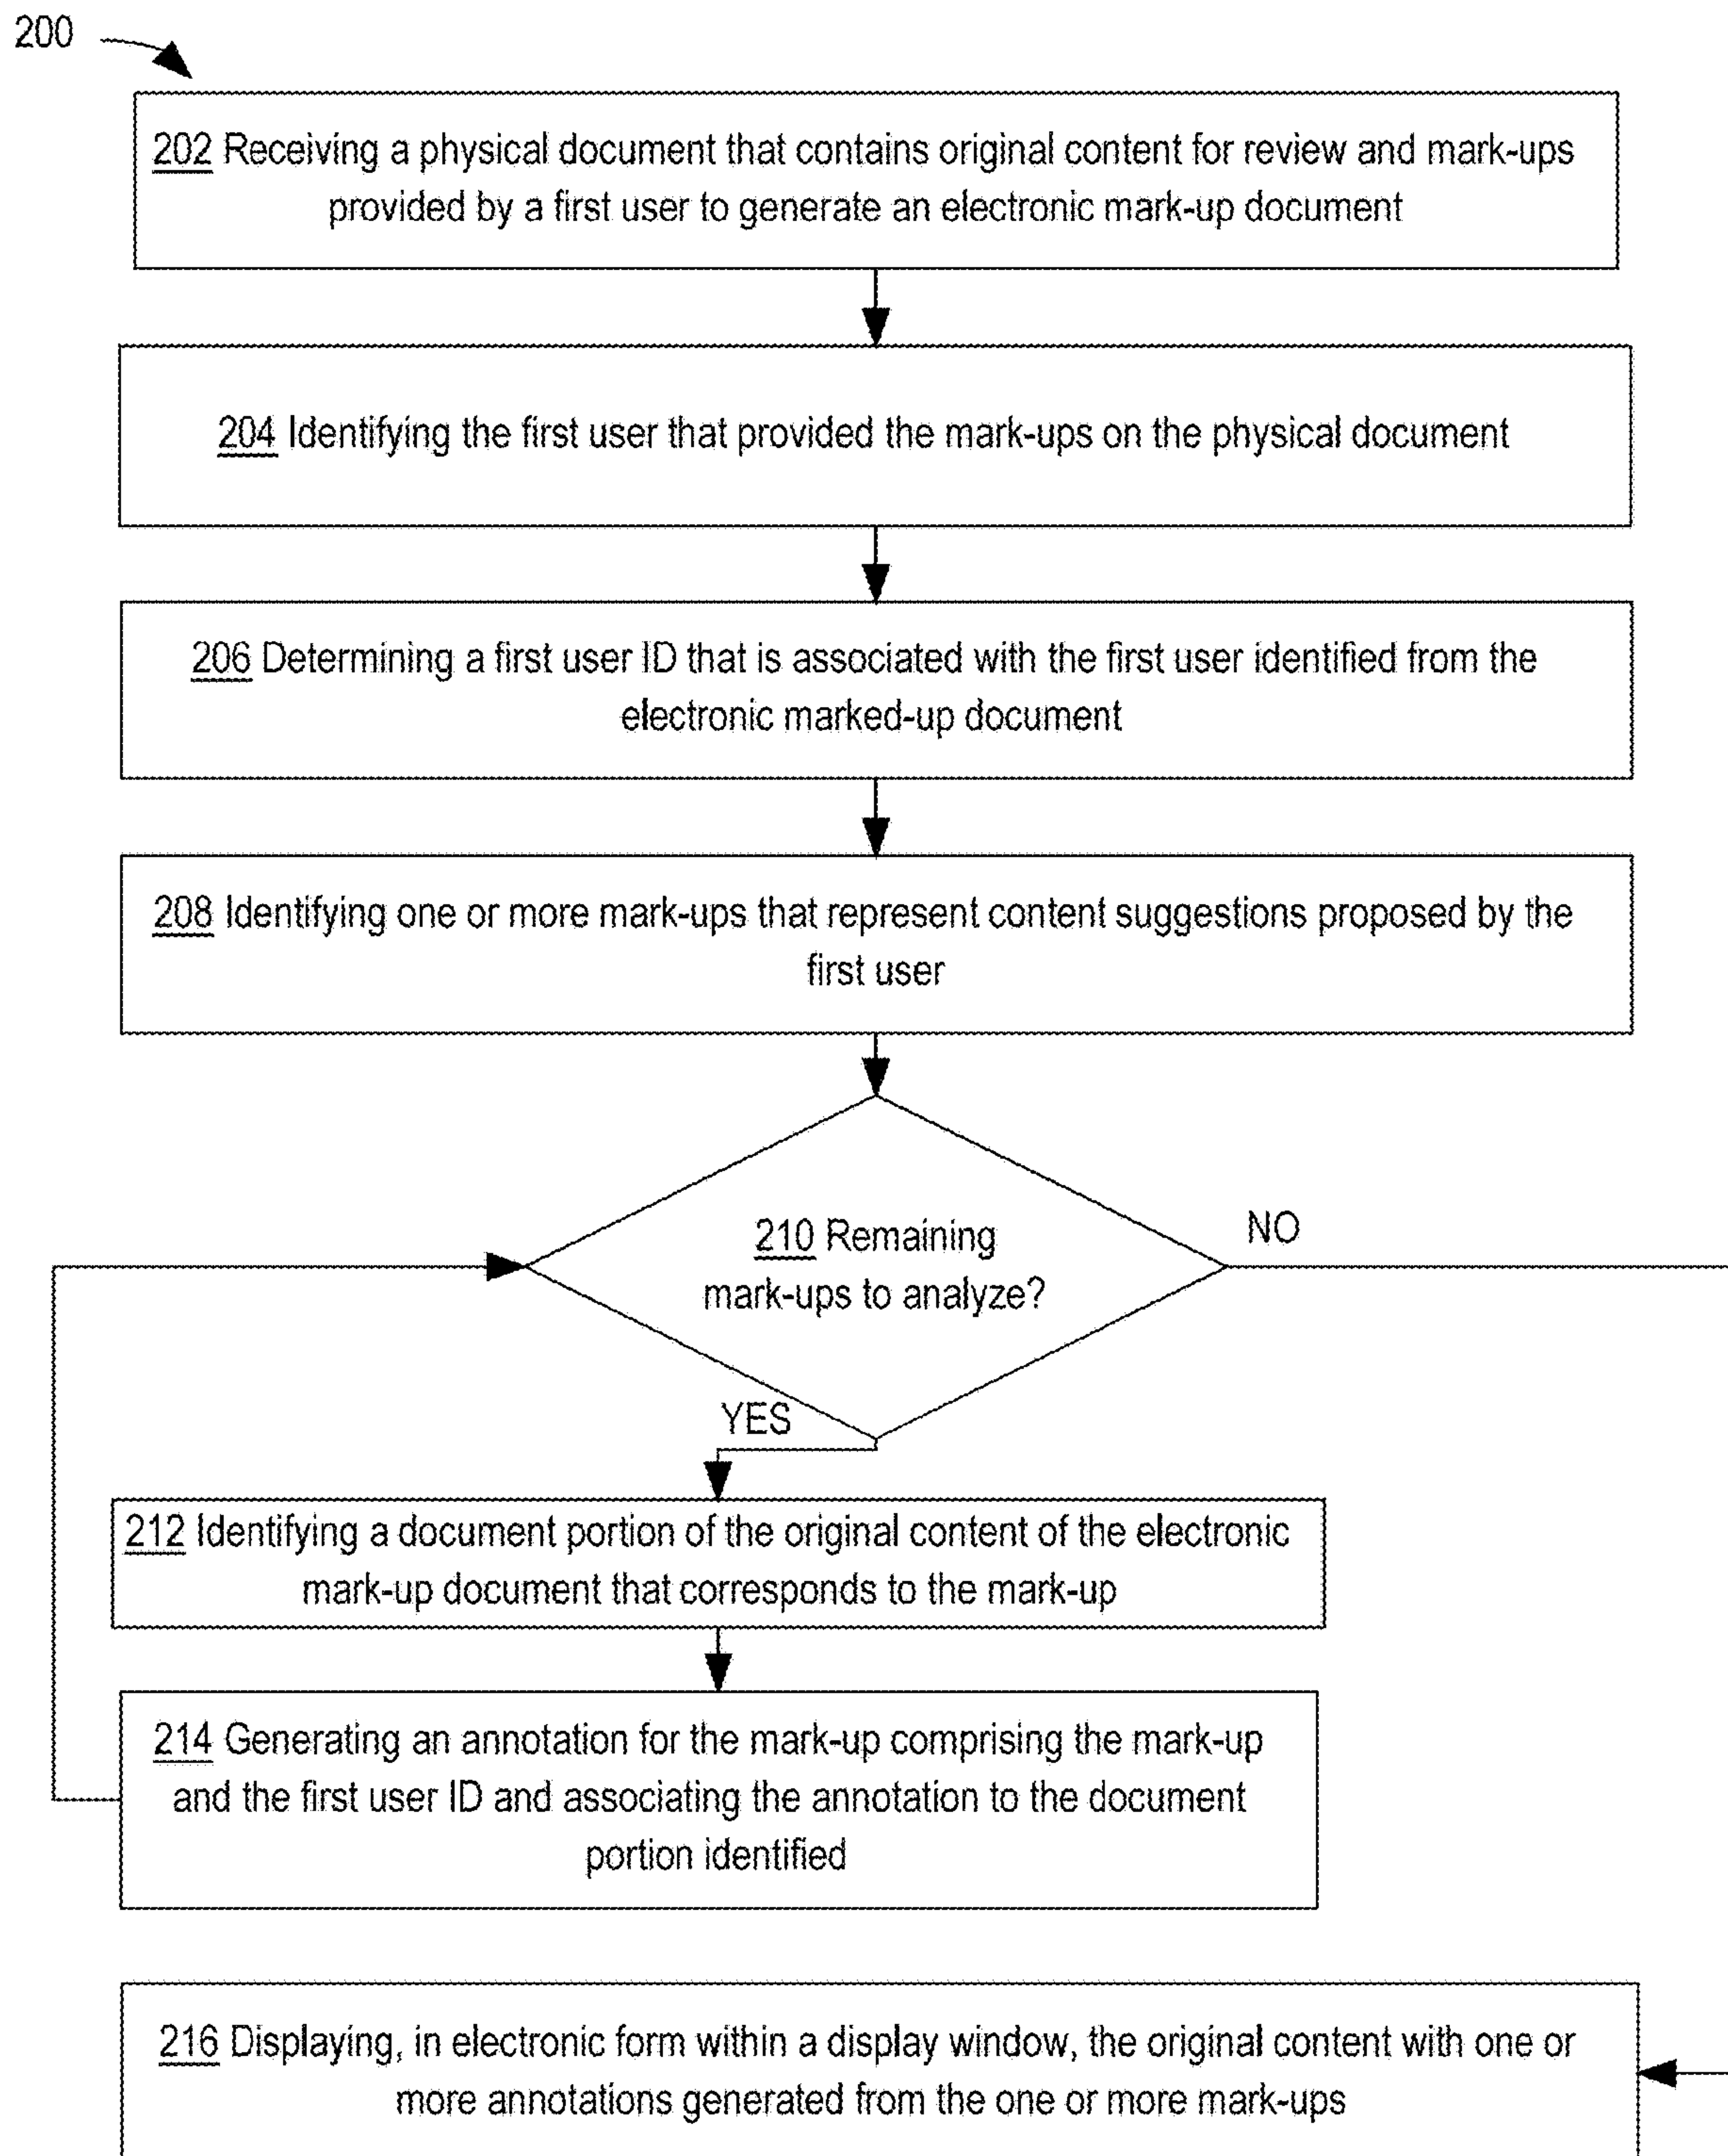 200
202 Receiving a physical document that contains original content for review and mark-ups
provided by a first user to generate an electronic mark-up document
204 Identifying the first user that provided the mark-ups on the physical document
206 Determining a first user ID that is associated with the first user identified from the
electronic marked-up document
208 Identifying one or more mark-ups that represent content suggestions proposed by the
first user
210 Remaining
mark-ups to analyze?
NO
YES
212 Identifying a document portion of the original content of the electronic
mark-up document that corresponds to the mark-up
214 Generating an annotation for the mark-up comprising the mark-up
and the first user ID and associating the annotation to the document
portion identified
216 Displaying, in electronic form within a display window, the original content with one or
more annotations generated from the one or more mark-ups